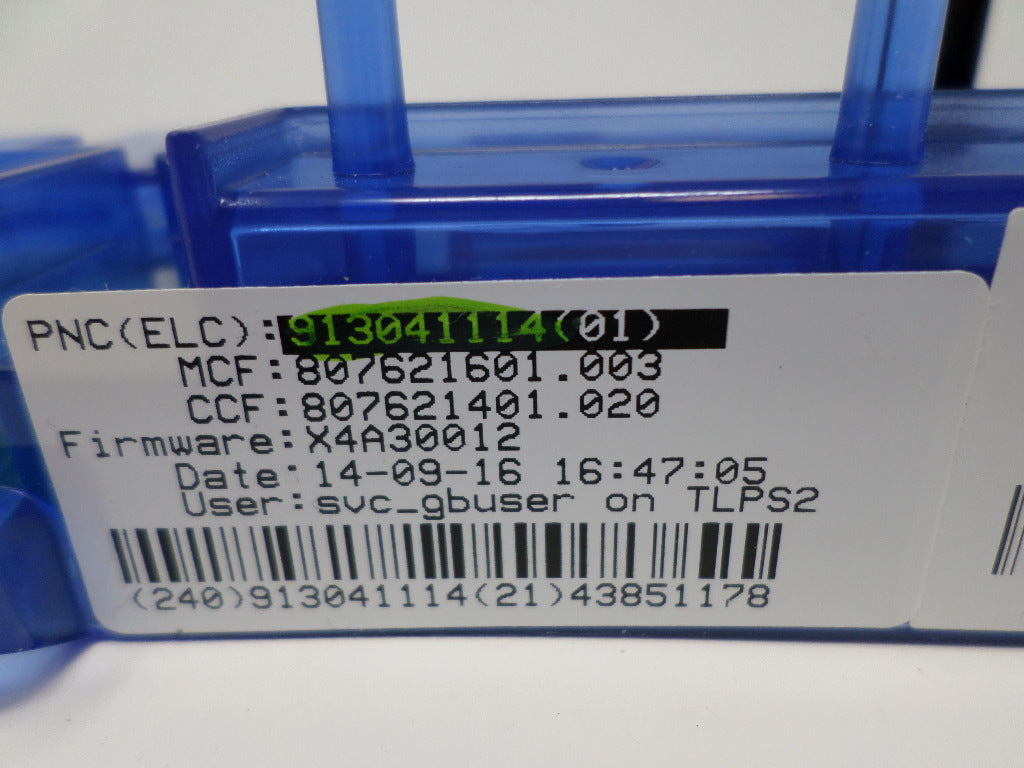 PNC(ELC):913041114(01)
MCF:807621601.003
CCF:807621401.020
Firmware:X4A30012
Date:14-09-16 16:47:05
User:svc_gbuser on TLPS2
(240)913041114(21)43851178